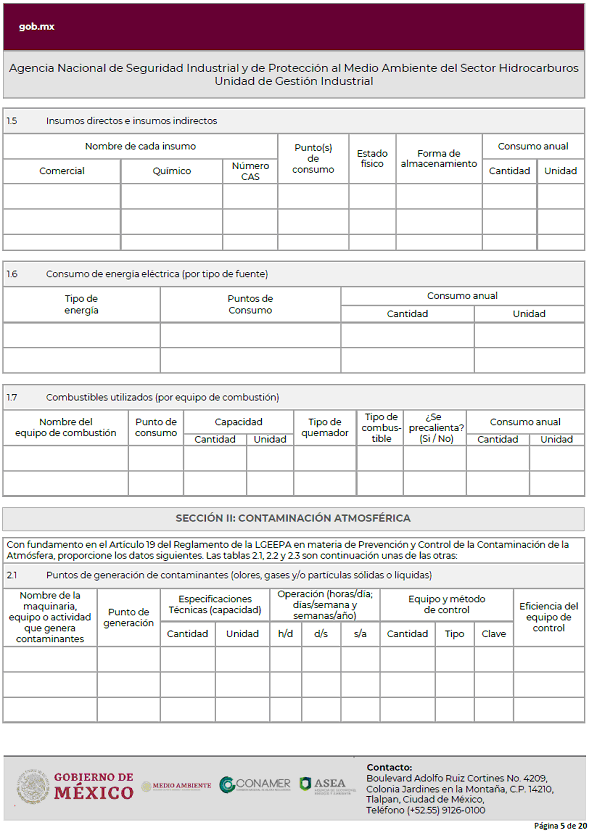 gob.mx
Agencia Nacional de Seguridad Industrial y de Protección al Medio Ambiente del Sector Hidrocarburos
Unidad de Gestión Industrial
1.5 Insumos directos e insumos indirectos
Nombre de cada insumo
Punto(s) de consumo
Estado físico
Forma de almacenamiento
Consumo anual
Comercial
Químico
Número CAS
Cantidad
Unidad
1.6 Consumo de energía eléctrica (por tipo de fuente)
Tipo de energía
Puntos de Consumo
Consumo anual
Cantidad
Unidad
1.7 Combustibles utilizados (por equipo de combustión)
Nombre del equipo de combustión
Punto de consumo
Capacidad
Cantidad
Unidad
Tipo de quemador
Tipo de combus-tible
¿Se precalienta? (Si / No)
Consumo anual
Cantidad
Unidad
SECCIÓN II: CONTAMINACIÓN ATMOSFÉRICA
Con fundamento en el Artículo 19 del Reglamento de la LGEEPA en materia de Prevención y Control de la Contaminación de la
Atmósfera, proporcione los datos siguientes. Las tablas 2.1, 2.2 y 2.3 son continuación unas de las otras:
2.1 Puntos de generación de contaminantes (olores, gases y/o partículas sólidas o líquidas)
Nombre de la maquinaria, equipo o actividad que genera contaminantes
Punto de generación
Especificaciones Técnicas (capacidad)
Cantidad
Unidad
Operación (horas/día; días/semana y semanas/año)
h/d
d/s
s/a
Equipo y método de control
Cantidad
Tipo
Clave
Eficiencia del equipo de control
GOBIERNO DE
MÉXICO
MEDIO AMBIENTE
CONAMER
ASEA
Contacto:
Boulevard Adolfo Ruiz Cortines No. 4209,
Colonia Jardines en la Montaña, C.P. 14210,
Tlalpan, Ciudad de México,
Teléfono (+52.55) 9126-0100
Página 5 de 20